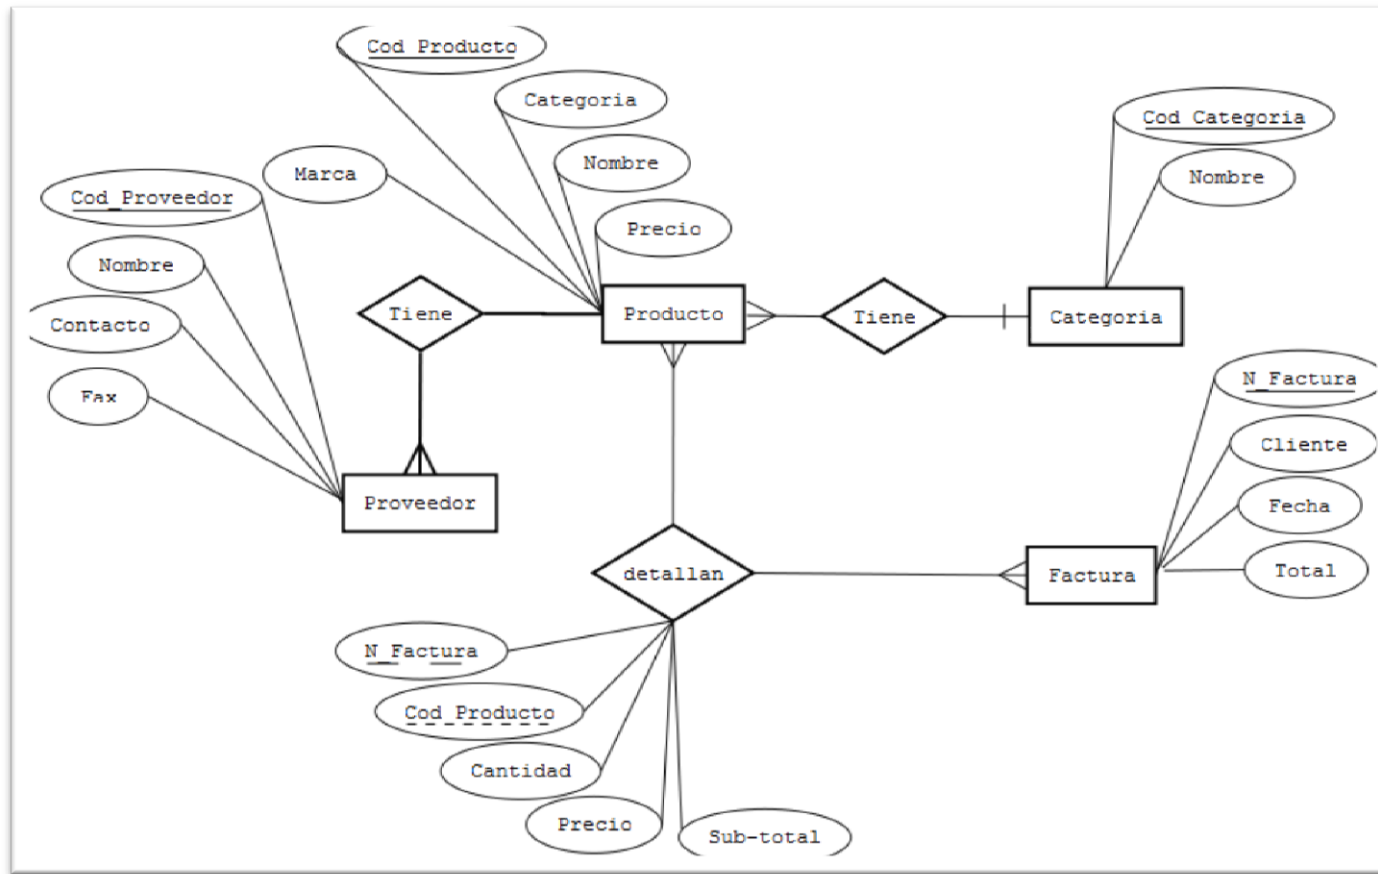 Cod_Producto
Categoria
Nombre
Precio
Marca
Cod_Categoria
Nombre
Cod_Proveedor
Nombre
Contacto
Fax
Tiene
Producto
Tiene
Categoria
Proveedor
N_Factura
Cliente
Fecha
Total
detallan
Factura
N_Factura
Cod_Producto
Cantidad
Precio
Sub-total